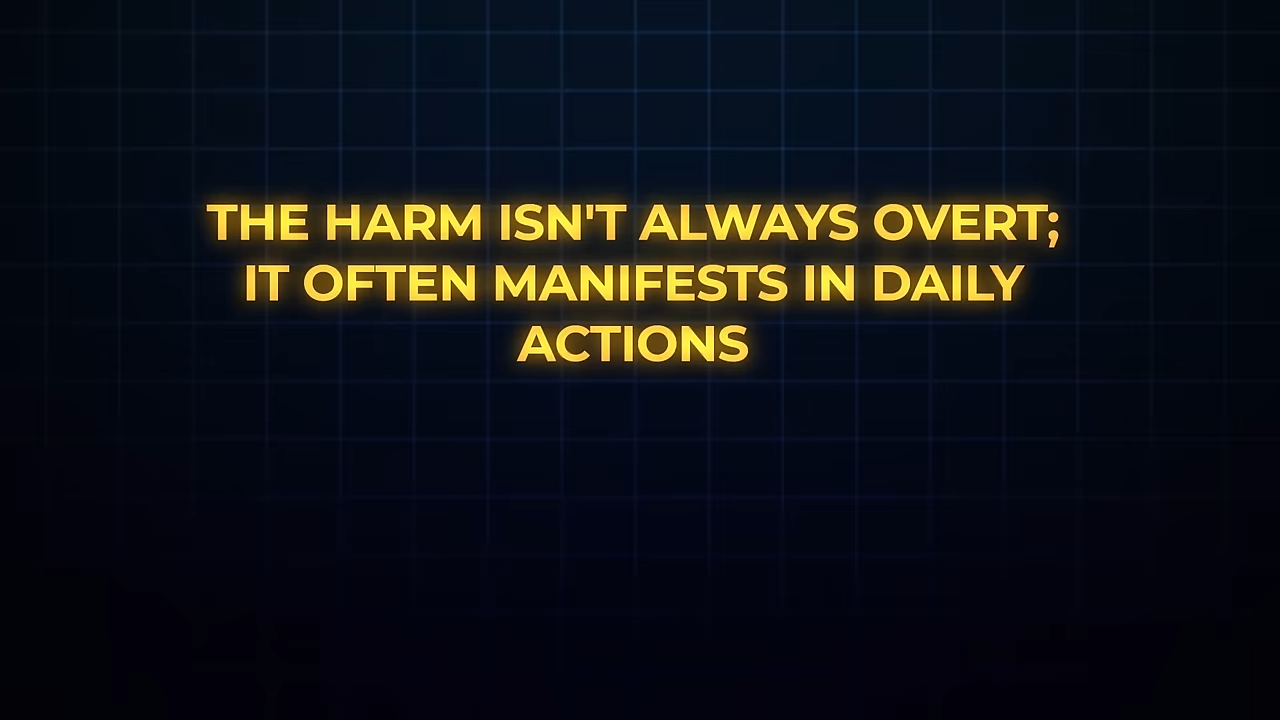 THE HARM ISN'T ALWAYS OVERT;
IT OFTEN MANIFESTS IN DAILY
ACTIONS